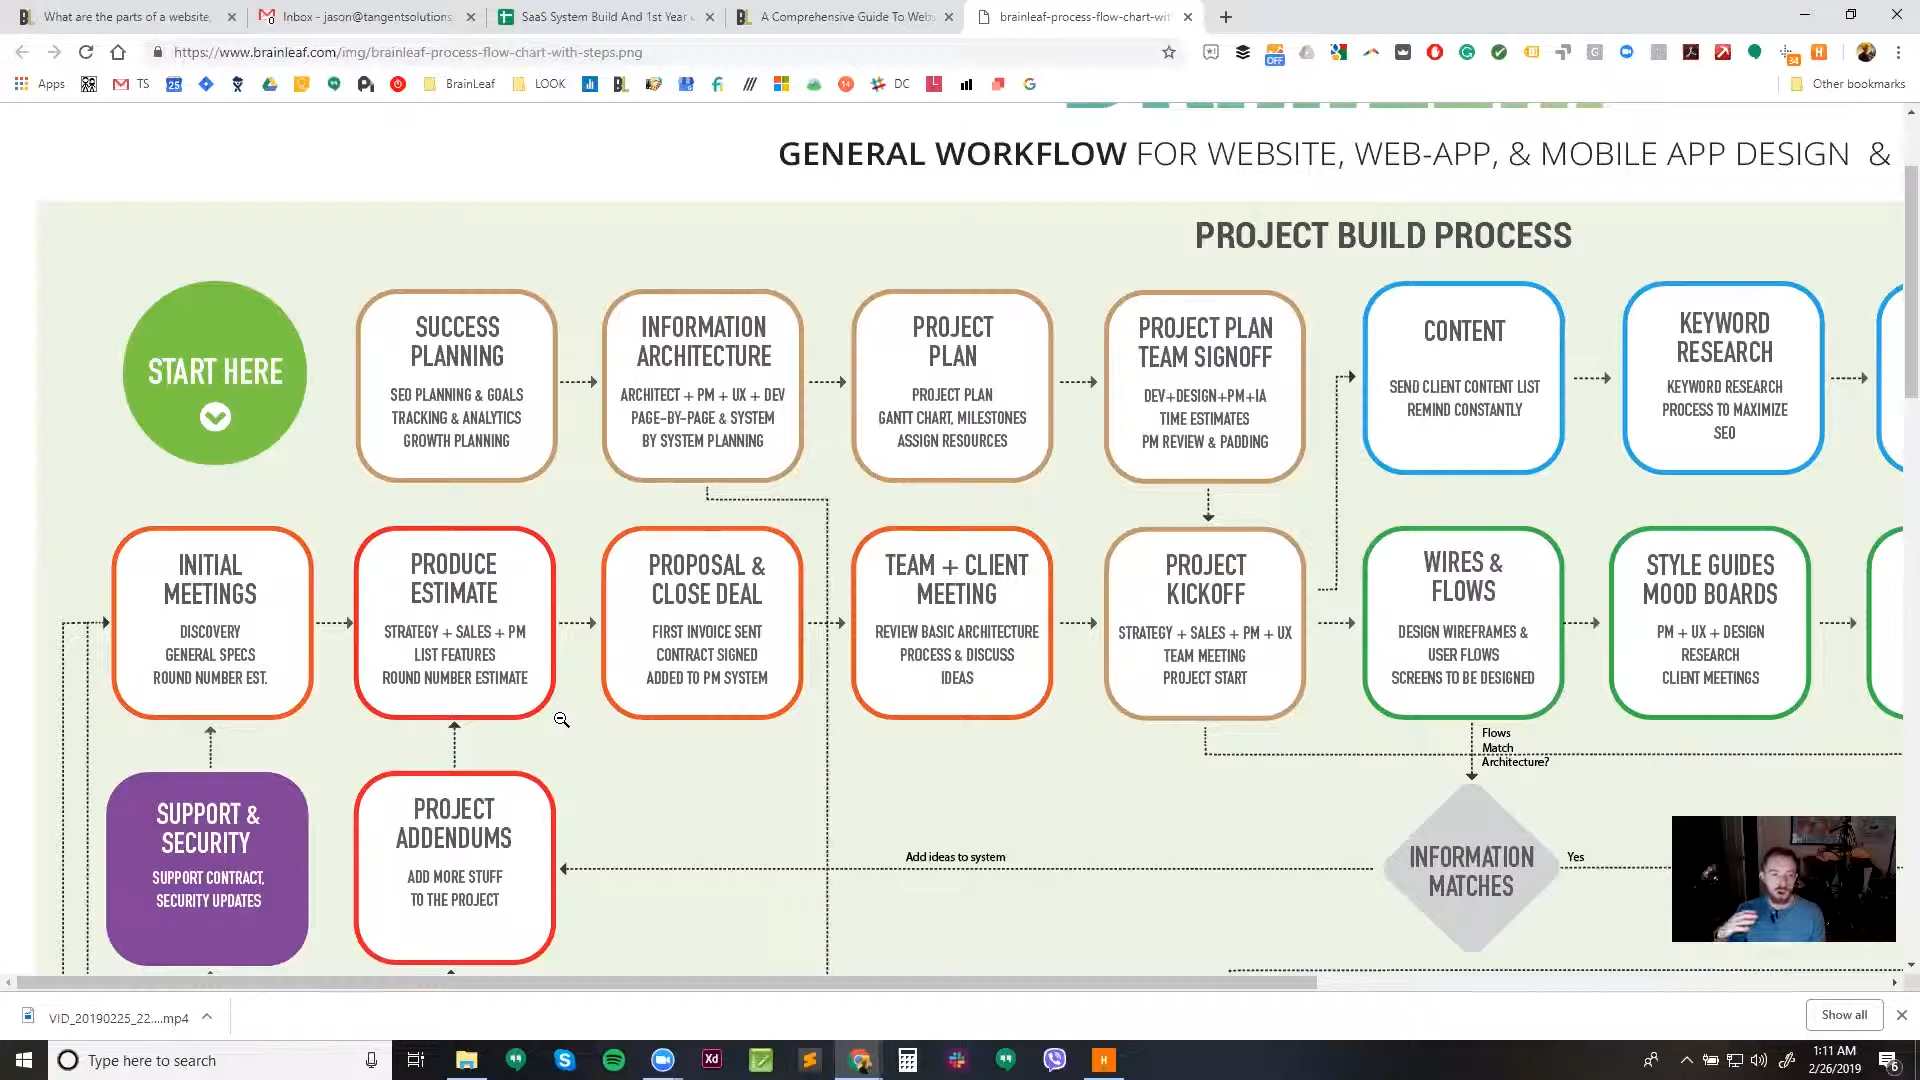 What are the parts of a website,
Inbox - jason@tangentsolutions
SaaS System Build And 1st Year
A Comprehensive Guide To Web
brainleaf-process-flow-chart-wit
https://www.brainleaf.com/img/brainleaf-process-flow-chart-with-steps.png
OFF
34
Apps
TS
25
BrainLeaf
LOOK
BL
14
DC
Other bookmarks
GENERAL WORKFLOW FOR WEBSITE, WEB-APP, & MOBILE APP DESIGN &
PROJECT BUILD PROCESS
START HERE
SUCCESS
PLANNING
SEO PLANNING & GOALS
TRACKING & ANALYTICS
GROWTH PLANNING
INFORMATION
ARCHITECTURE
ARCHITECT + PM + UX + DEV
PAGE-BY-PAGE & SYSTEM
BY SYSTEM PLANNING
PROJECT
PLAN
PROJECT PLAN
GANTT CHART, MILESTONES
ASSIGN RESOURCES
PROJECT PLAN
TEAM SIGNOFF
DEV+DESIGN+PM+IA
TIME ESTIMATES
PM REVIEW & PADDING
CONTENT
SEND CLIENT CONTENT LIST
REMIND CONSTANTLY
KEYWORD
RESEARCH
KEYWORD RESEARCH
PROCESS TO MAXIMIZE
SEO
INITIAL
MEETINGS
DISCOVERY
GENERAL SPECS
ROUND NUMBER EST.
PRODUCE
ESTIMATE
STRATEGY + SALES + PM
LIST FEATURES
ROUND NUMBER ESTIMATE
PROPOSAL &
CLOSE DEAL
FIRST INVOICE SENT
CONTRACT SIGNED
ADDED TO PM SYSTEM
TEAM + CLIENT
MEETING
REVIEW BASIC ARCHITECTURE
PROCESS & DISCUSS
IDEAS
PROJECT
KICKOFF
STRATEGY + SALES + PM + UX
TEAM MEETING
PROJECT START
WIRES &
FLOWS
DESIGN WIREFRAMES &
USER FLOWS
SCREENS TO BE DESIGNED
STYLE GUIDES
MOOD BOARDS
PM + UX + DESIGN
RESEARCH
CLIENT MEETINGS
Flows
Match
Architecture?
SUPPORT &
SECURITY
SUPPORT CONTRACT,
SECURITY UPDATES
PROJECT
ADDENDUMS
ADD MORE STUFF
TO THE PROJECT
Add ideas to system
INFORMATION
MATCHES
Yes
VID_20190225_22....mp4
Show all
Type here to search
Xd
1:11 AM
2/26/2019
6